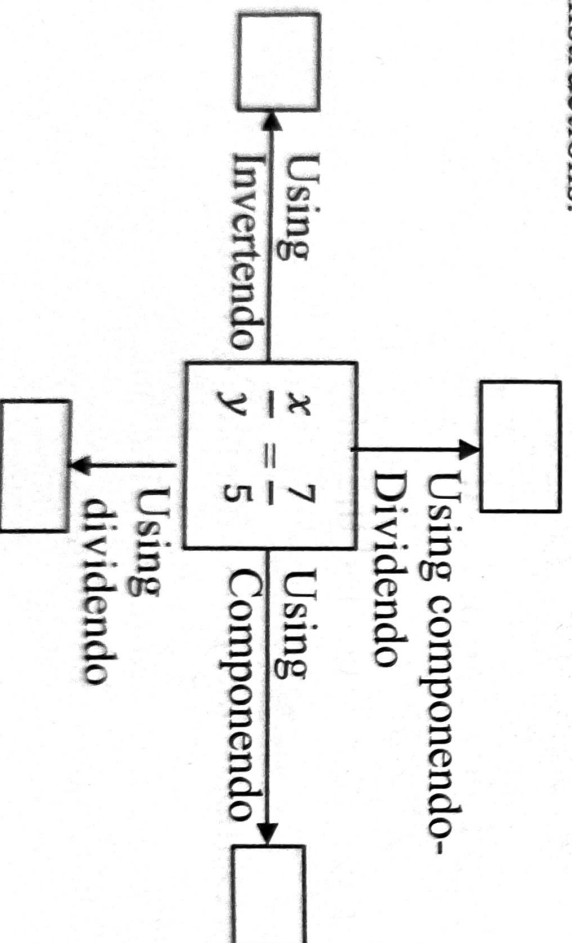 Using componendo-
Dividendo
Using
Invertendo
x/y = 7/5
Using
Componendo
Using
dividendo